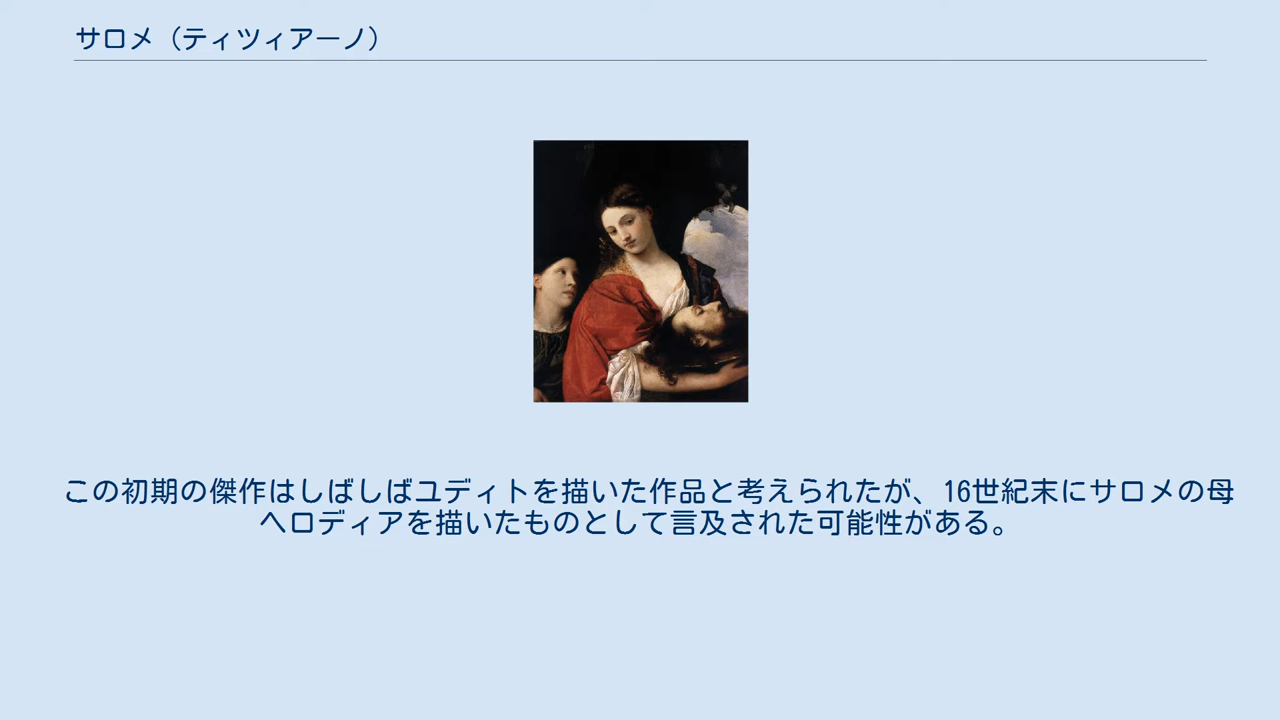 サロメ（ティツィアーノ）
この初期の傑作はしばしばユディトを描いた作品と考えられたが、16世紀末にサロメの母
ヘロディアを描いたものとして言及された可能性がある。